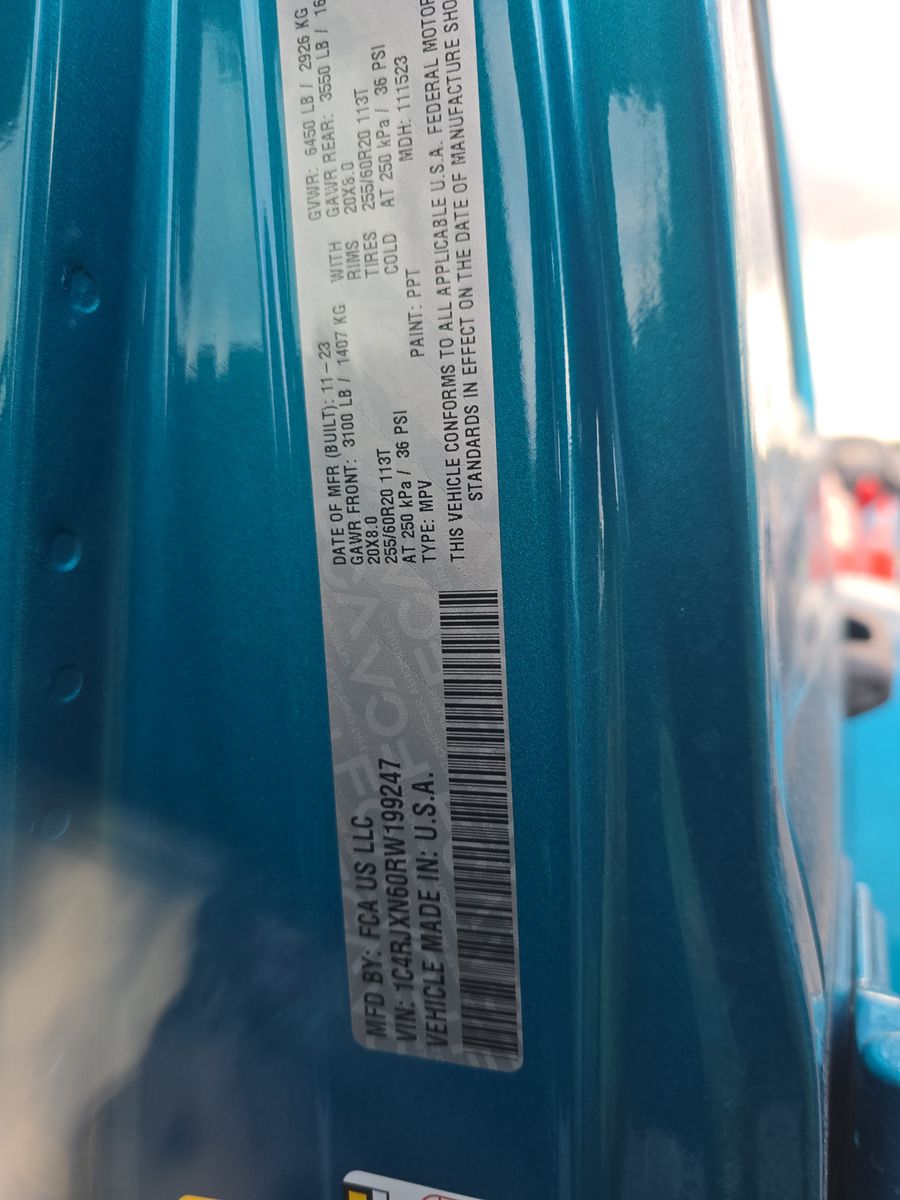 MFD BY: FCA US LLC
VIN: 1C4RJXN60RW199247
VEHICLE MADE IN: U.S.A.
DATE OF MFR (BUILT): 11-23 GVWR: 6450 LB / 2926 KG
GAWR FRONT: 3100 LB / 1407 KG WITH GAWR REAR: 3550 LB / 16
20X8.0 RIMS 20X8.0
255/60R20 113T TIRES 255/60R20 113T
AT 250 kPa / 36 PSI COLD AT 250 kPa / 36 PSI
TYPE: MPV PAINT: PPT MDH: 111523
THIS VEHICLE CONFORMS TO ALL APPLICABLE U.S.A. FEDERAL MOTOR
STANDARDS IN EFFECT ON THE DATE OF MANUFACTURE SHO